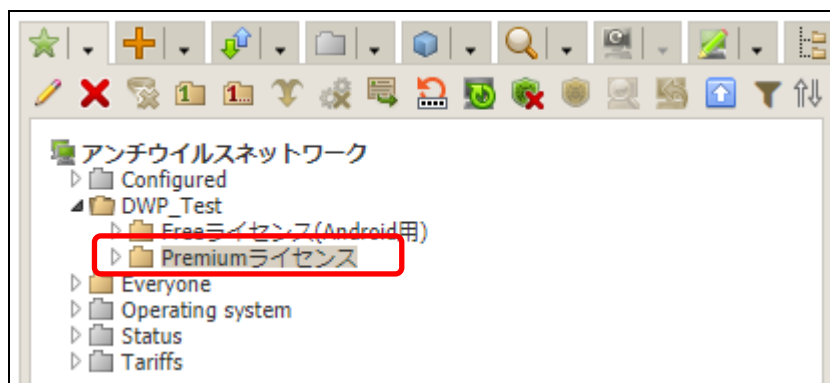 アンチウイルスネットワーク
Configured
DWP_Test
Freeライセンス(Android用)
Premiumライセンス
Everyone
Operating system
Status
Tariffs